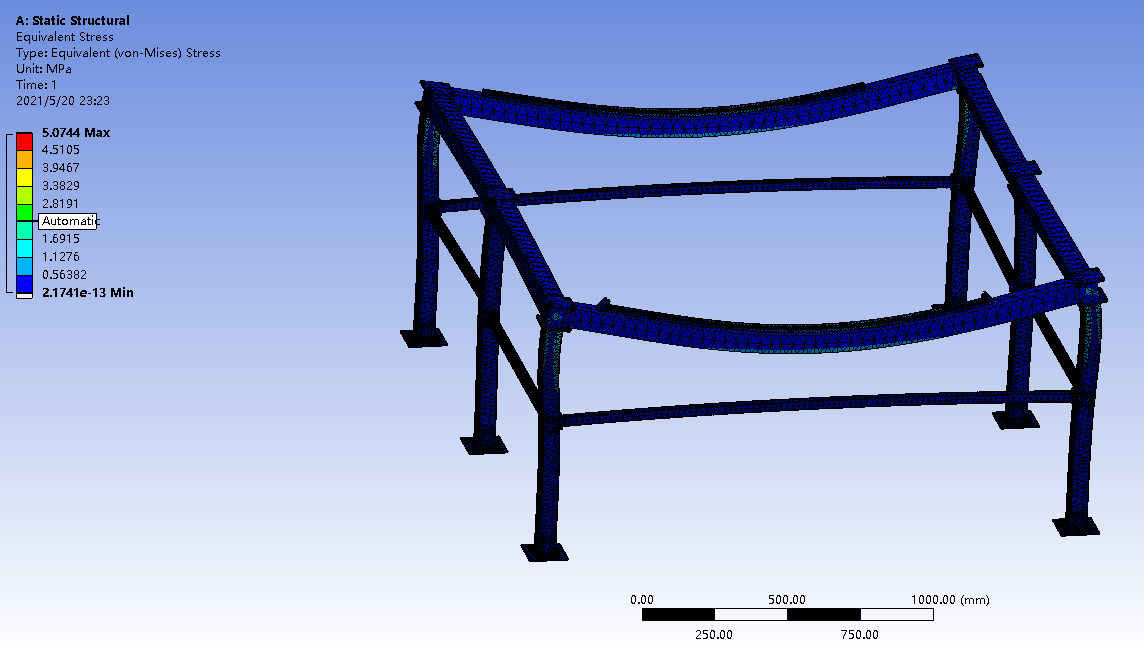 A: Static Structural
Equivalent Stress
Type: Equivalent (von-Mises) Stress
Unit: MPa
Time: 1
2021/5/20 23:23
5.0744 Max
4.5105
3.9467
3.3829
2.8191
Automatic
1.6915
1.1276
0.56382
2.1741e-13 Min
0.00 500.00 1000.00 (mm)
250.00 750.00